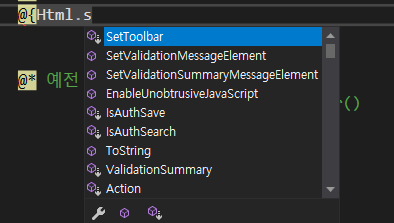 @{Html.s
SetToolbar
@* 예전
SetValidationMessageElement
SetValidationSummaryMessageElement
EnableUnobtrusiveJavaScript
()
IsAuthSave
IsAuthSearch
ToString
ValidationSummary
Action